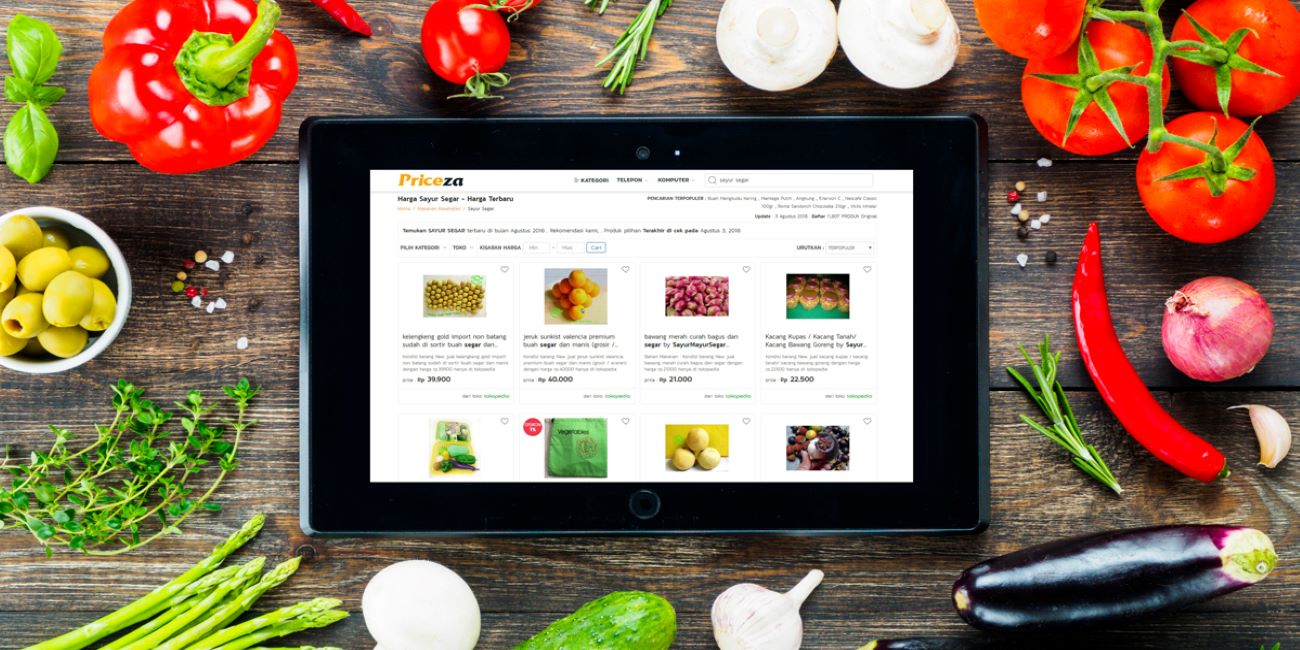 Priceza
KATEGORI TELEPON KOMPUTER sayur segar
Harga Sayur Segar - Harga Terbaru
PENCARIAN TERPOPULER : Buah Mengkudu Kering , Heritage Putih , Angkung , Enervon C , Nescafe Classic
100gr , Roma Sandwich Chocolate 216gr , Vicks Inhaler
Home / Makanan Kesehatan / Sayur Segar
Update : 3 Agustus 2018 Daftar PRODUK Original
Temukan SAYUR SEGAR terbaru di bulan Agustus 2018 . Rekomendasi kami, . Produk pilihan Terakhir di cek pada Agustus 3, 2018
PILIH KATEGORI TOKO KISARAN HARGA Min - Max Cari URUTKAN : TERPOPULER
kelengkeng gold import non batang
sudah di sortir buah segar dan...
Kondisi barang New. jual kelengkeng gold import
non batang sudah di sortir buah segar dan manis
dengan harga rp.39900 hanya di tokopedia
price : Rp 39.900
dari toko tokopedia
jeruk sunkist valencia premium
buah segar dan manis (grosir /...
Kondisi barang New. jual jeruk sunkist valencia
premium buah segar dan manis (grosir / eceran)
dengan harga rp.40000 hanya di tokopedia
price : Rp 40.000
dari toko tokopedia
bawang merah curah bagus dan
segar by SayurMayurSegar...
Bahan Makanan : Kondisi barang New. jual bawang
merah curah bagus dan segar by sayurmayursegar
dengan harga rp.21000 hanya di tokopedia
price : Rp 21.000
dari toko tokopedia
Kacang Kupas / Kacang Tanah/
Kacang Bawang Goreng by Sayur...
Kondisi barang New. jual kacang kupas / kacang
tanah/ kacang bawang goreng dengan harga
rp.22500 hanya di tokopedia
price : Rp 22.500
dari toko tokopedia
DISKON
1%
Vegetables